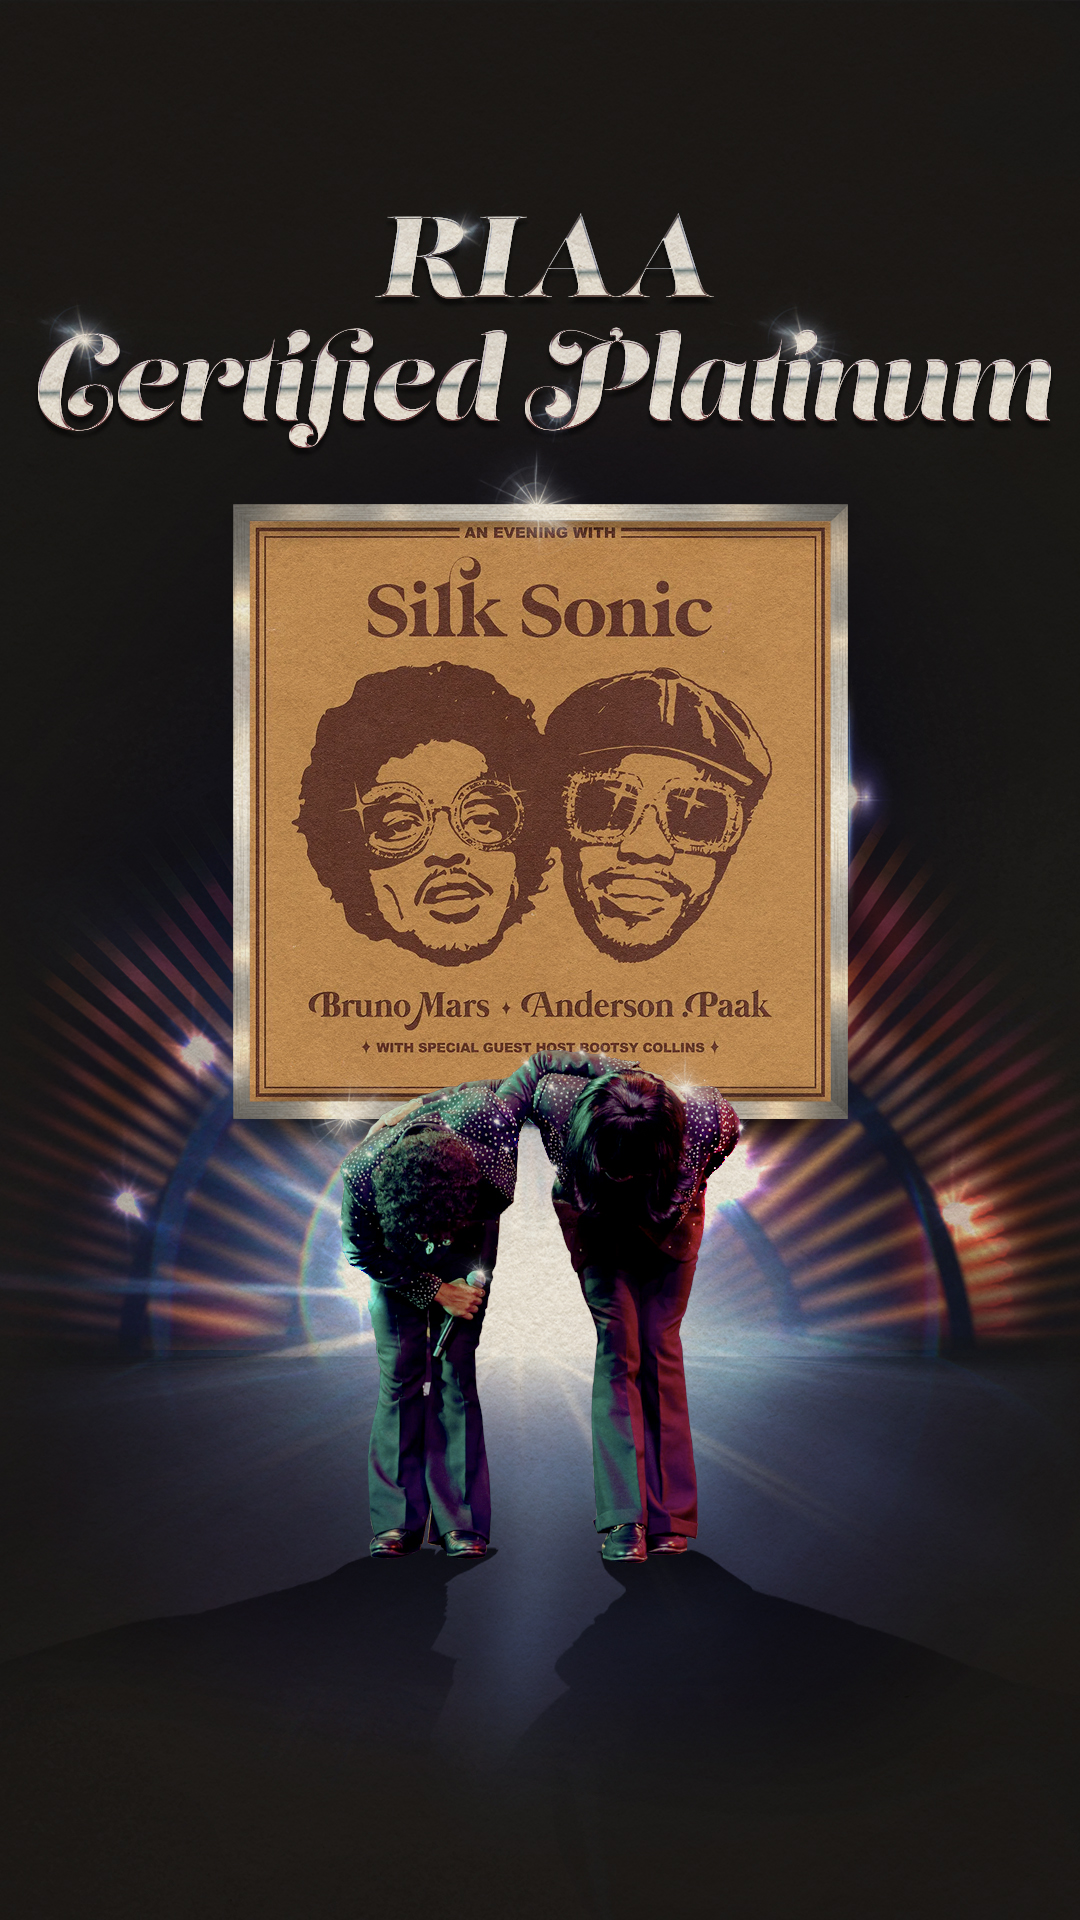 RIAA
Certified Platinum
AN EVENING WITH
Silk Sonic
Bruno Mars ✦ Anderson .Paak
✦ WITH SPECIAL GUEST HOST BOOTSY COLLINS ✦